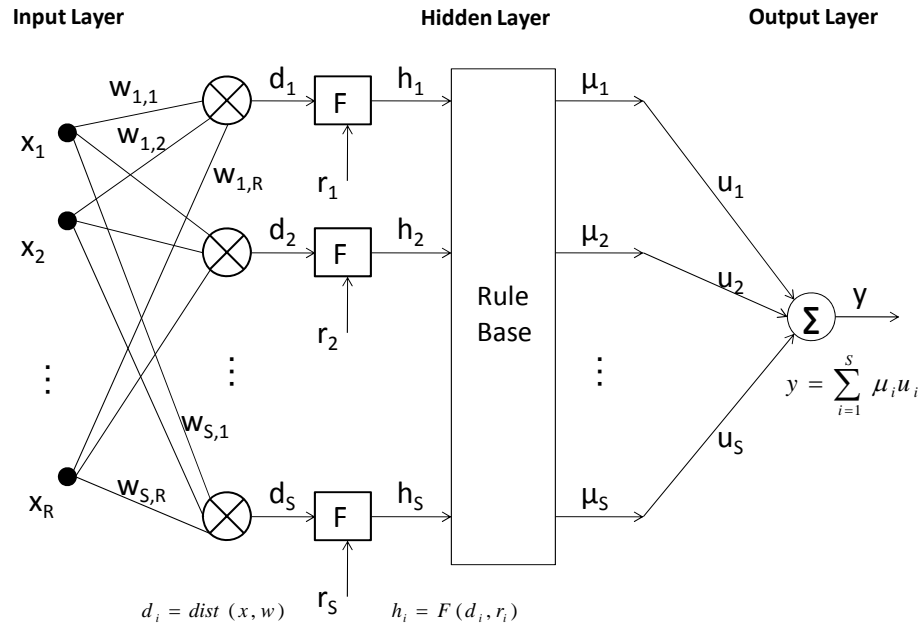 Input Layer
Hidden Layer
Output Layer
w1,1
d1
F
h1
μ1
x1
w1,2
w1,R
r1
u1
x2
d2
F
h2
μ2
u2
y
Σ
Rule
Base
r2
⋮
⋮
⋮
y = ∑ i=1 S μi ui
wS,1
uS
xR
wS,R
dS
F
hS
μS
rS
di = dist (x, w)
hi = F(di, ri)